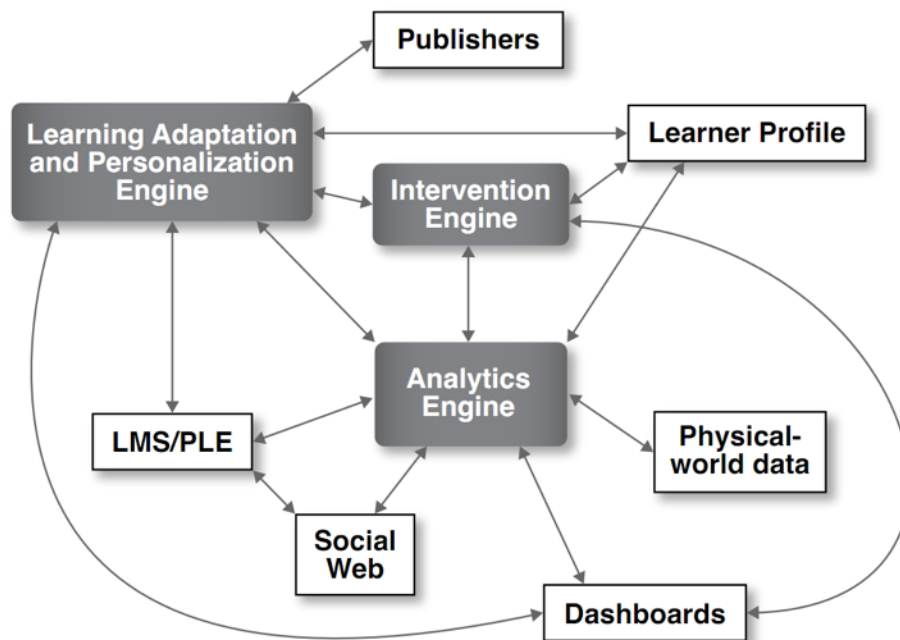 Publishers
Learning Adaptation
and Personalization
Engine
Learner Profile
Intervention
Engine
Analytics
Engine
LMS/PLE
Physical-
world data
Social
Web
Dashboards